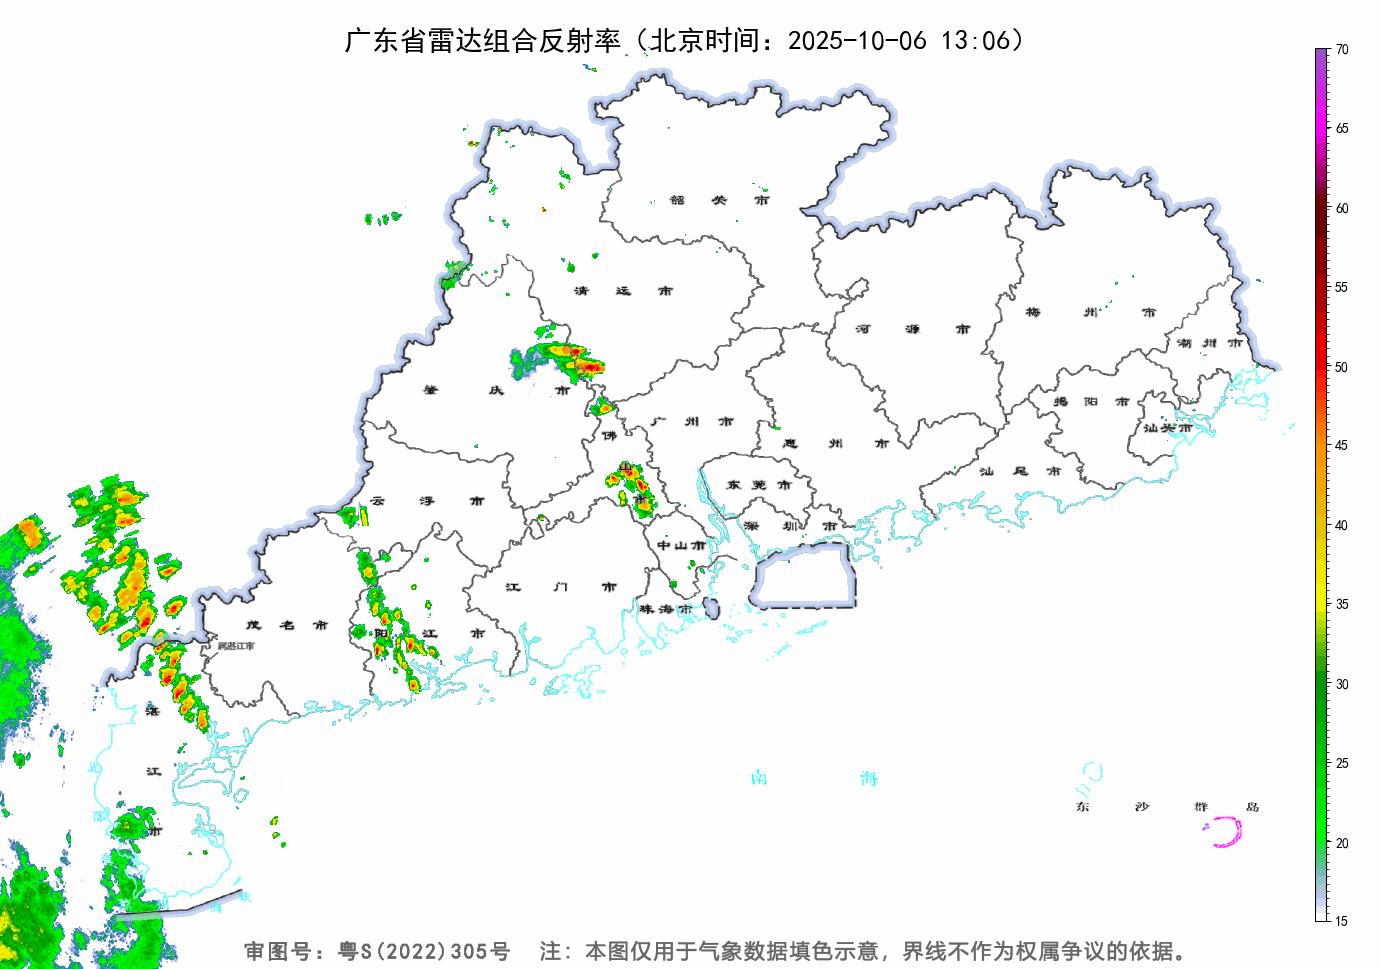 广东省雷达组合反射率（北京时间：2025-10-06 13:06）
70
65
60
55
50
45
40
35
30
25
20
15
韶 关 市
清 远 市
梅 州 市
河 源 市
潮 州 市
肇 庆 市
揭 阳 市
广 州 市
汕头市
佛 山 市
惠 州 市
汕 尾 市
东 莞 市
云 浮 市
深 圳 市
中山市
江 门 市
珠海市
茂 名 市
阳 江 市
属湛江市
湛 江 市
南 海
东 沙 群 岛
北 部
海 峡
审图号：粤S(2022)305号 注：本图仅用于气象数据填色示意，界线不作为权属争议的依据。